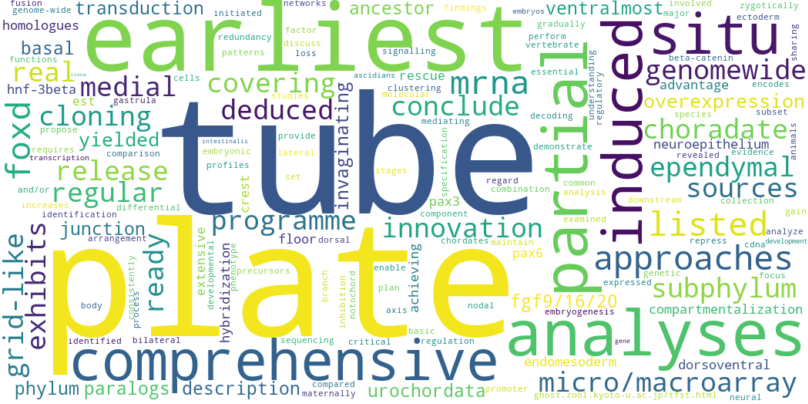 fusion
genome-wide
transduction
networks
initiated
ancestor
findings
embryos
ventralmost
involved
zygotically
gradually
major
ectoderm
homologues
earliest
redundancy
factor
discuss
loss
patterns
signalling
perform
vertebrate
situ
sharing
basal
functions
real
medial
covering
cells
rescue
clustering
ascidians
mrna
essential
beta-catenin
encodes
genomewide
advantage
subset
hnf-3beta
gastrula
est
cloning
deduced
studies
molecular
mediating
conclude
decoding
understanding
regulatory
overexpression
species
animals
foxd
propose
yielded
requires
transcription
comparison
tube
intestinalis
provide
embryonic
lateral
profiles
set
invaginating
stages
demonstrate
partial
induced
choradate
neuroepithelium
revealed
evidence
release
regular
crest
specification
regard
combination
common
analysis
ependymal
and/or
differential
increases
identification
programme
pax3
component
innovation
examined
downstream
collection
sources
junction
arrangement
floor
dorsal
chordates
maintain
pax6
listed
gain
analyze
repress
cdna
development
grid-like
exhibits
consistently
process
ready
extensive
developmental
hybridization
phenotype
precursors
plate
branch
inhibition
notochord
enable
plan
axis
achieving
nodal
approaches
expressed
genetic
focus
body
fgf9/16/20
subphylum
embryogenesis
compartmentalization
identified
bilateral
sequencing
critical
basic
regulation
analyses
gene
comprehensive
endomesoderm
dorsoventral
phylum
paralogs
description
compared
maternally
urochordata
promoter
micro/macroarray
ghost.zool.kyoto-u.ac.jp/tfst.html
neural